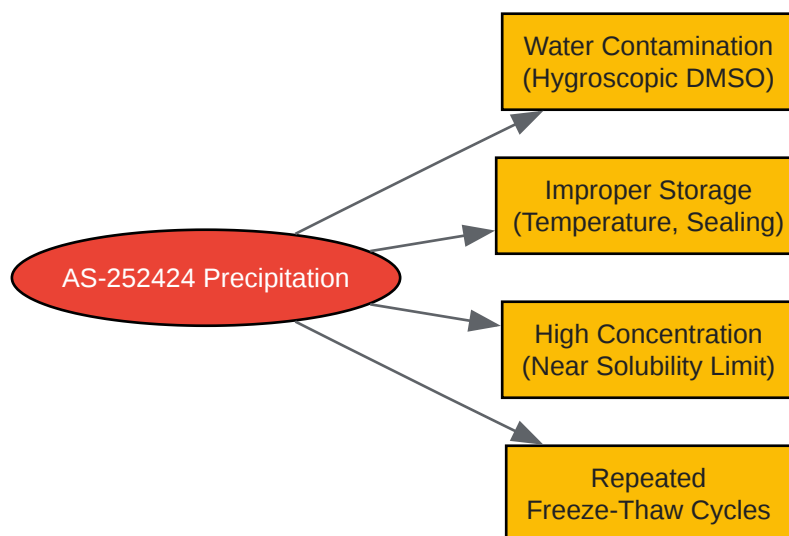 Water Contamination
(Hygroscopic DMSO)
Improper Storage
(Temperature, Sealing)
AS-252424 Precipitation
High Concentration
(Near Solubility Limit)
Repeated
Freeze-Thaw Cycles